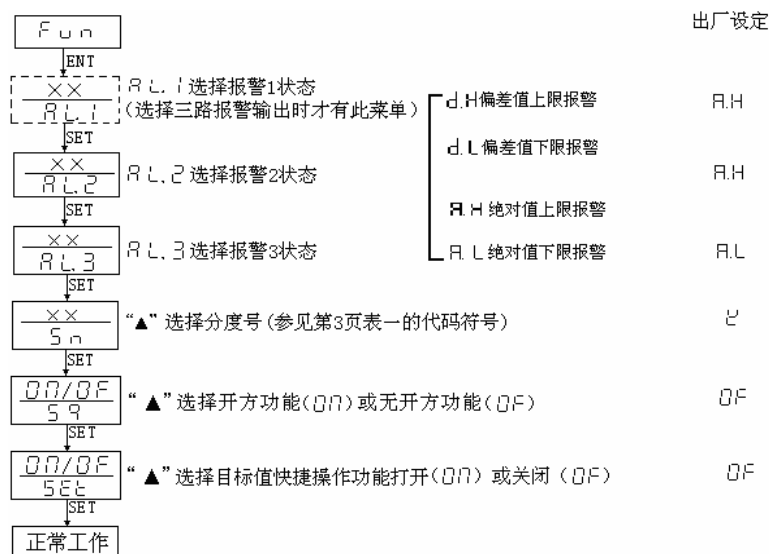 出厂设定
Fun
ENT
××
AL.1
AL.1选择报警1状态
(选择三路报警输出时才有此菜单)
d.H偏差值上限报警
A.H
SET
d.L偏差值下限报警
××
AL.2
AL.2选择报警2状态
A.H
SET
A.H绝对值上限报警
××
AL.3
AL.3选择报警3状态
A.L绝对值下限报警
A.L
SET
××
Sn
“▲”选择分度号(参见第3页表一的代码符号)
SET
ON/OF
Sq
“▲”选择开方功能(ON)或无开方功能(OF)
OF
SET
ON/OF
SEt
“▲”选择目标值快捷操作功能打开(ON) 或关闭 (OF)
OF
SET
正常工作